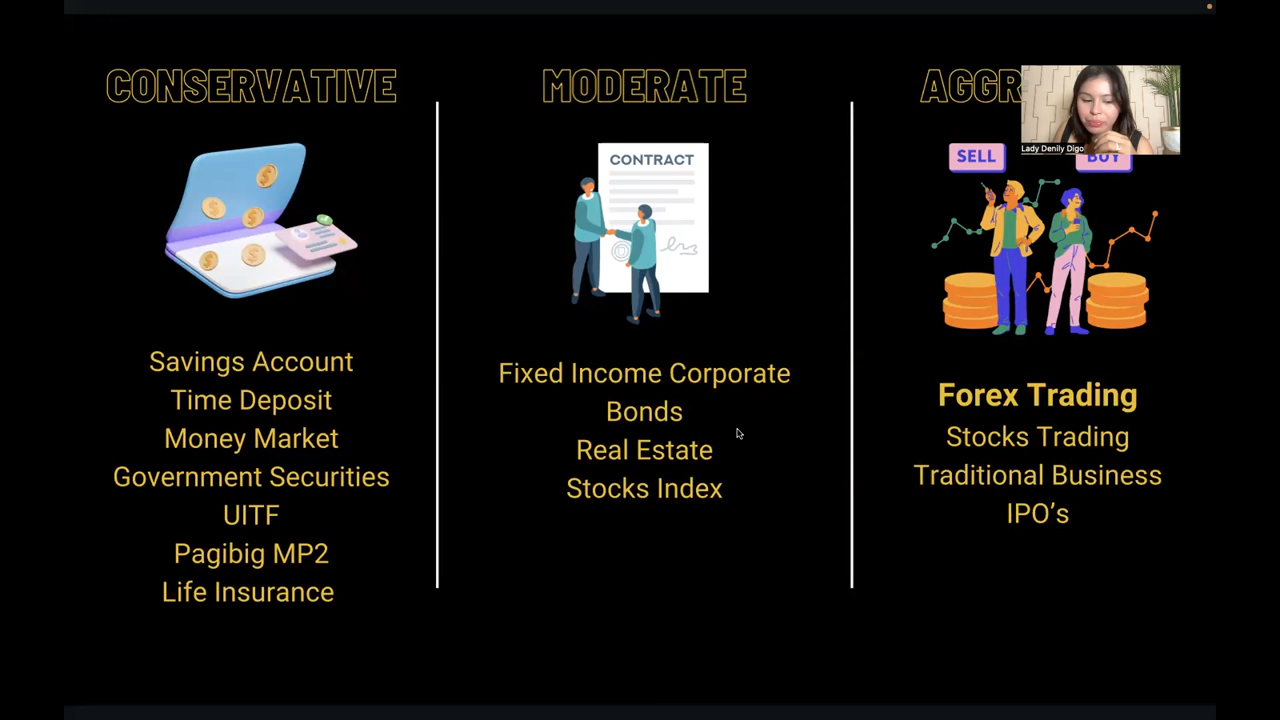 CONSERVATIVE
Savings Account
Time Deposit
Money Market
Government Securities
UITF
Pagibig MP2
Life Insurance
MODERATE
CONTRACT
Fixed Income Corporate
Bonds
Real Estate
Stocks Index
AGGR
Lady Denily Digo
SELL
BUY
Forex Trading
Stocks Trading
Traditional Business
IPO’s